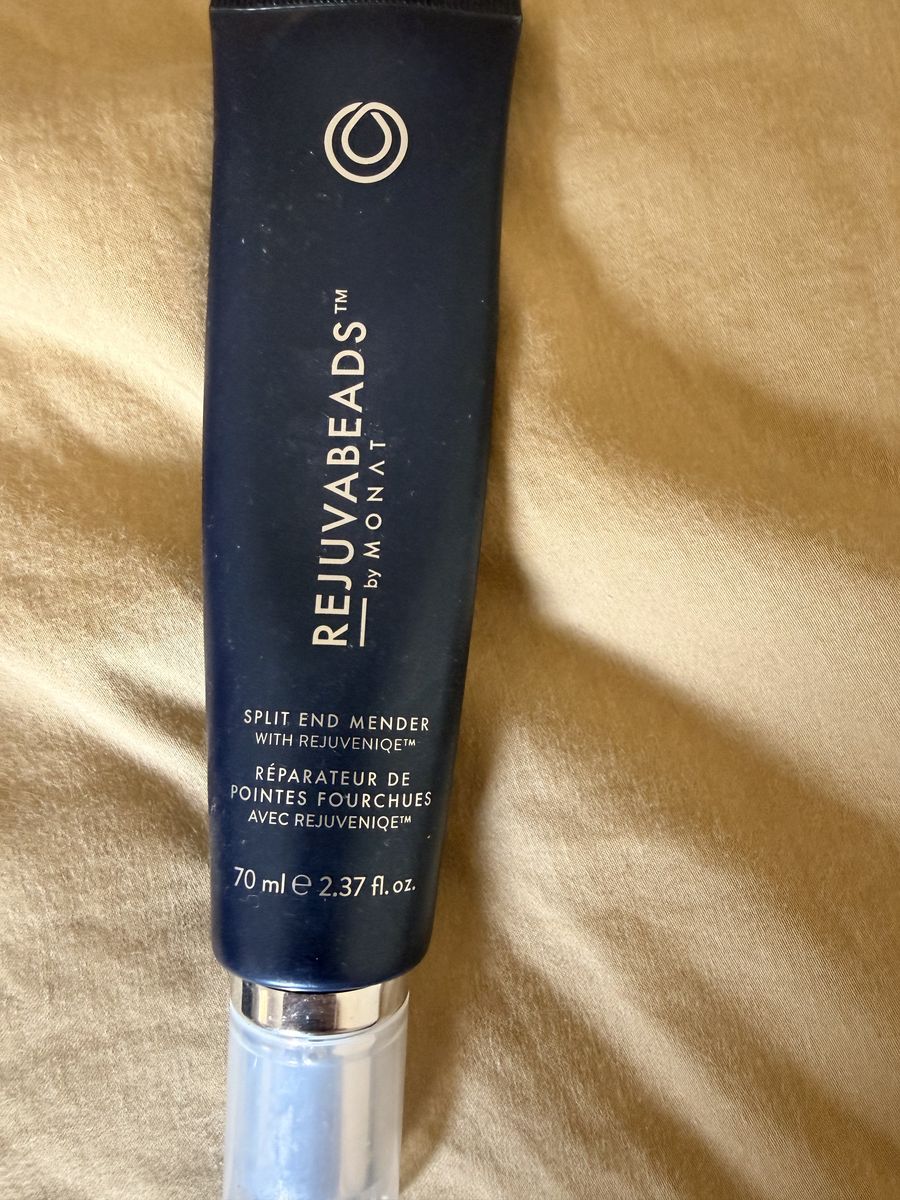 REJUVABEADS™
by MONAT
SPLIT END MENDER
WITH REJUVENIQE™
RÉPARATEUR DE
POINTES FOURCHUES
AVEC REJUVENIQE™
70 ml ℮ 2.37 fl. oz.